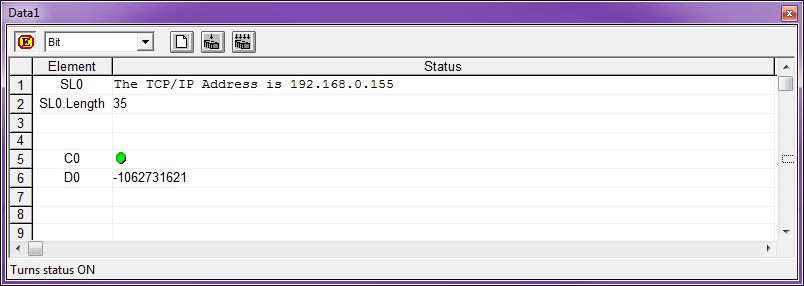 Data1
E Bit
Element Status
1 SL0 The TCP/IP Address is 192.168.0.155
2 SL0.Length 35
3
4
5 C0
6 D0 -1062731621
7
8
9
Turns status ON